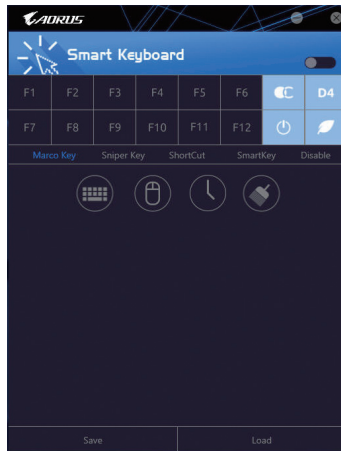 AORUS
Smart Keyboard
F1 F2 F3 F4 F5 F6 D4
F7 F8 F9 F10 F11 F12
Marco Key Sniper Key ShortCut SmartKey Disable
Save Load